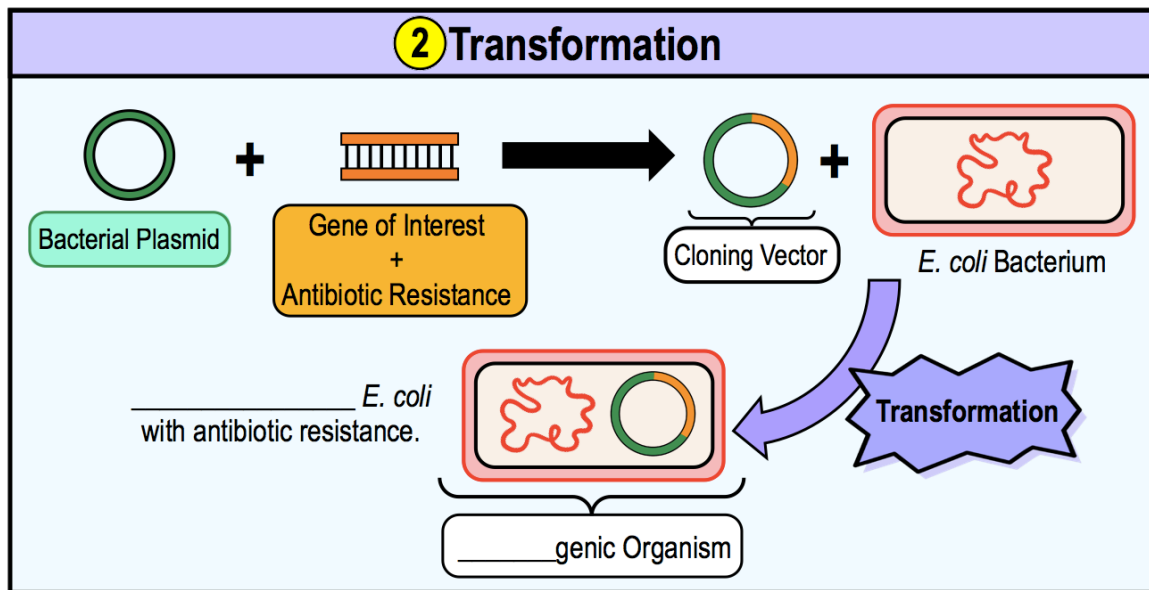 2 Transformation
+
+
Bacterial Plasmid
Gene of Interest
+
Antibiotic Resistance
Cloning Vector
E. coli Bacterium
Transformation
________________ E. coli
with antibiotic resistance.
_______genic Organism